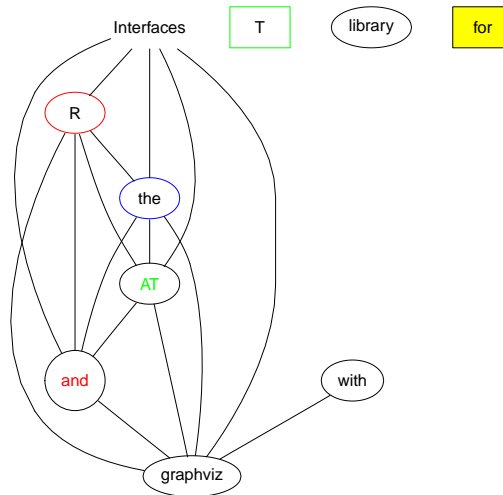 Interfaces T library for
R
the
AT
and with
graphviz